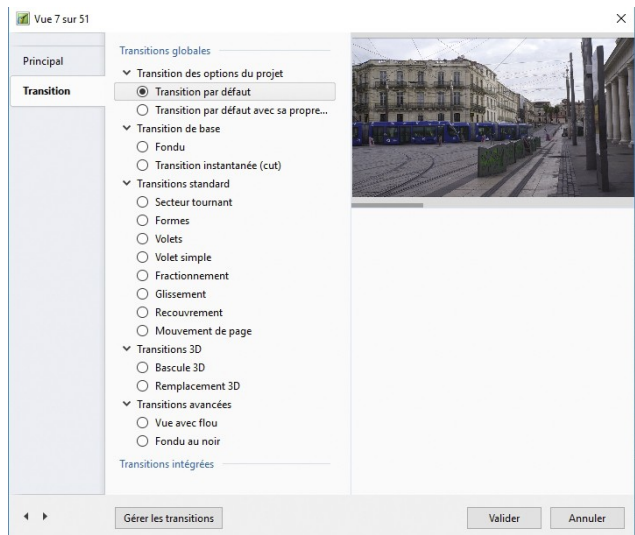 Vue 7 sur 51
Principal
Transition
Transitions globales
Transition des options du projet
Transition par défaut
Transition par défaut avec sa propre...
Transition de base
Fondu
Transition instantanée (cut)
Transitions standard
Secteur tournant
Formes
Volets
Volet simple
Fractionnement
Glissement
Recouvrement
Mouvement de page
Transitions 3D
Bascule 3D
Remplacement 3D
Transitions avancées
Vue avec flou
Fondu au noir
Transitions intégrées
Gérer les transitions
Valider
Annuler